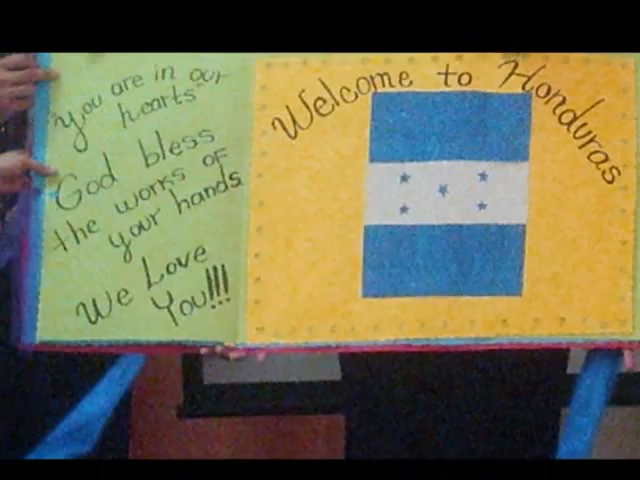 "You are in our
hearts"
God bless
the works of
your hands
We Love
You!!!
Welcome to Honduras